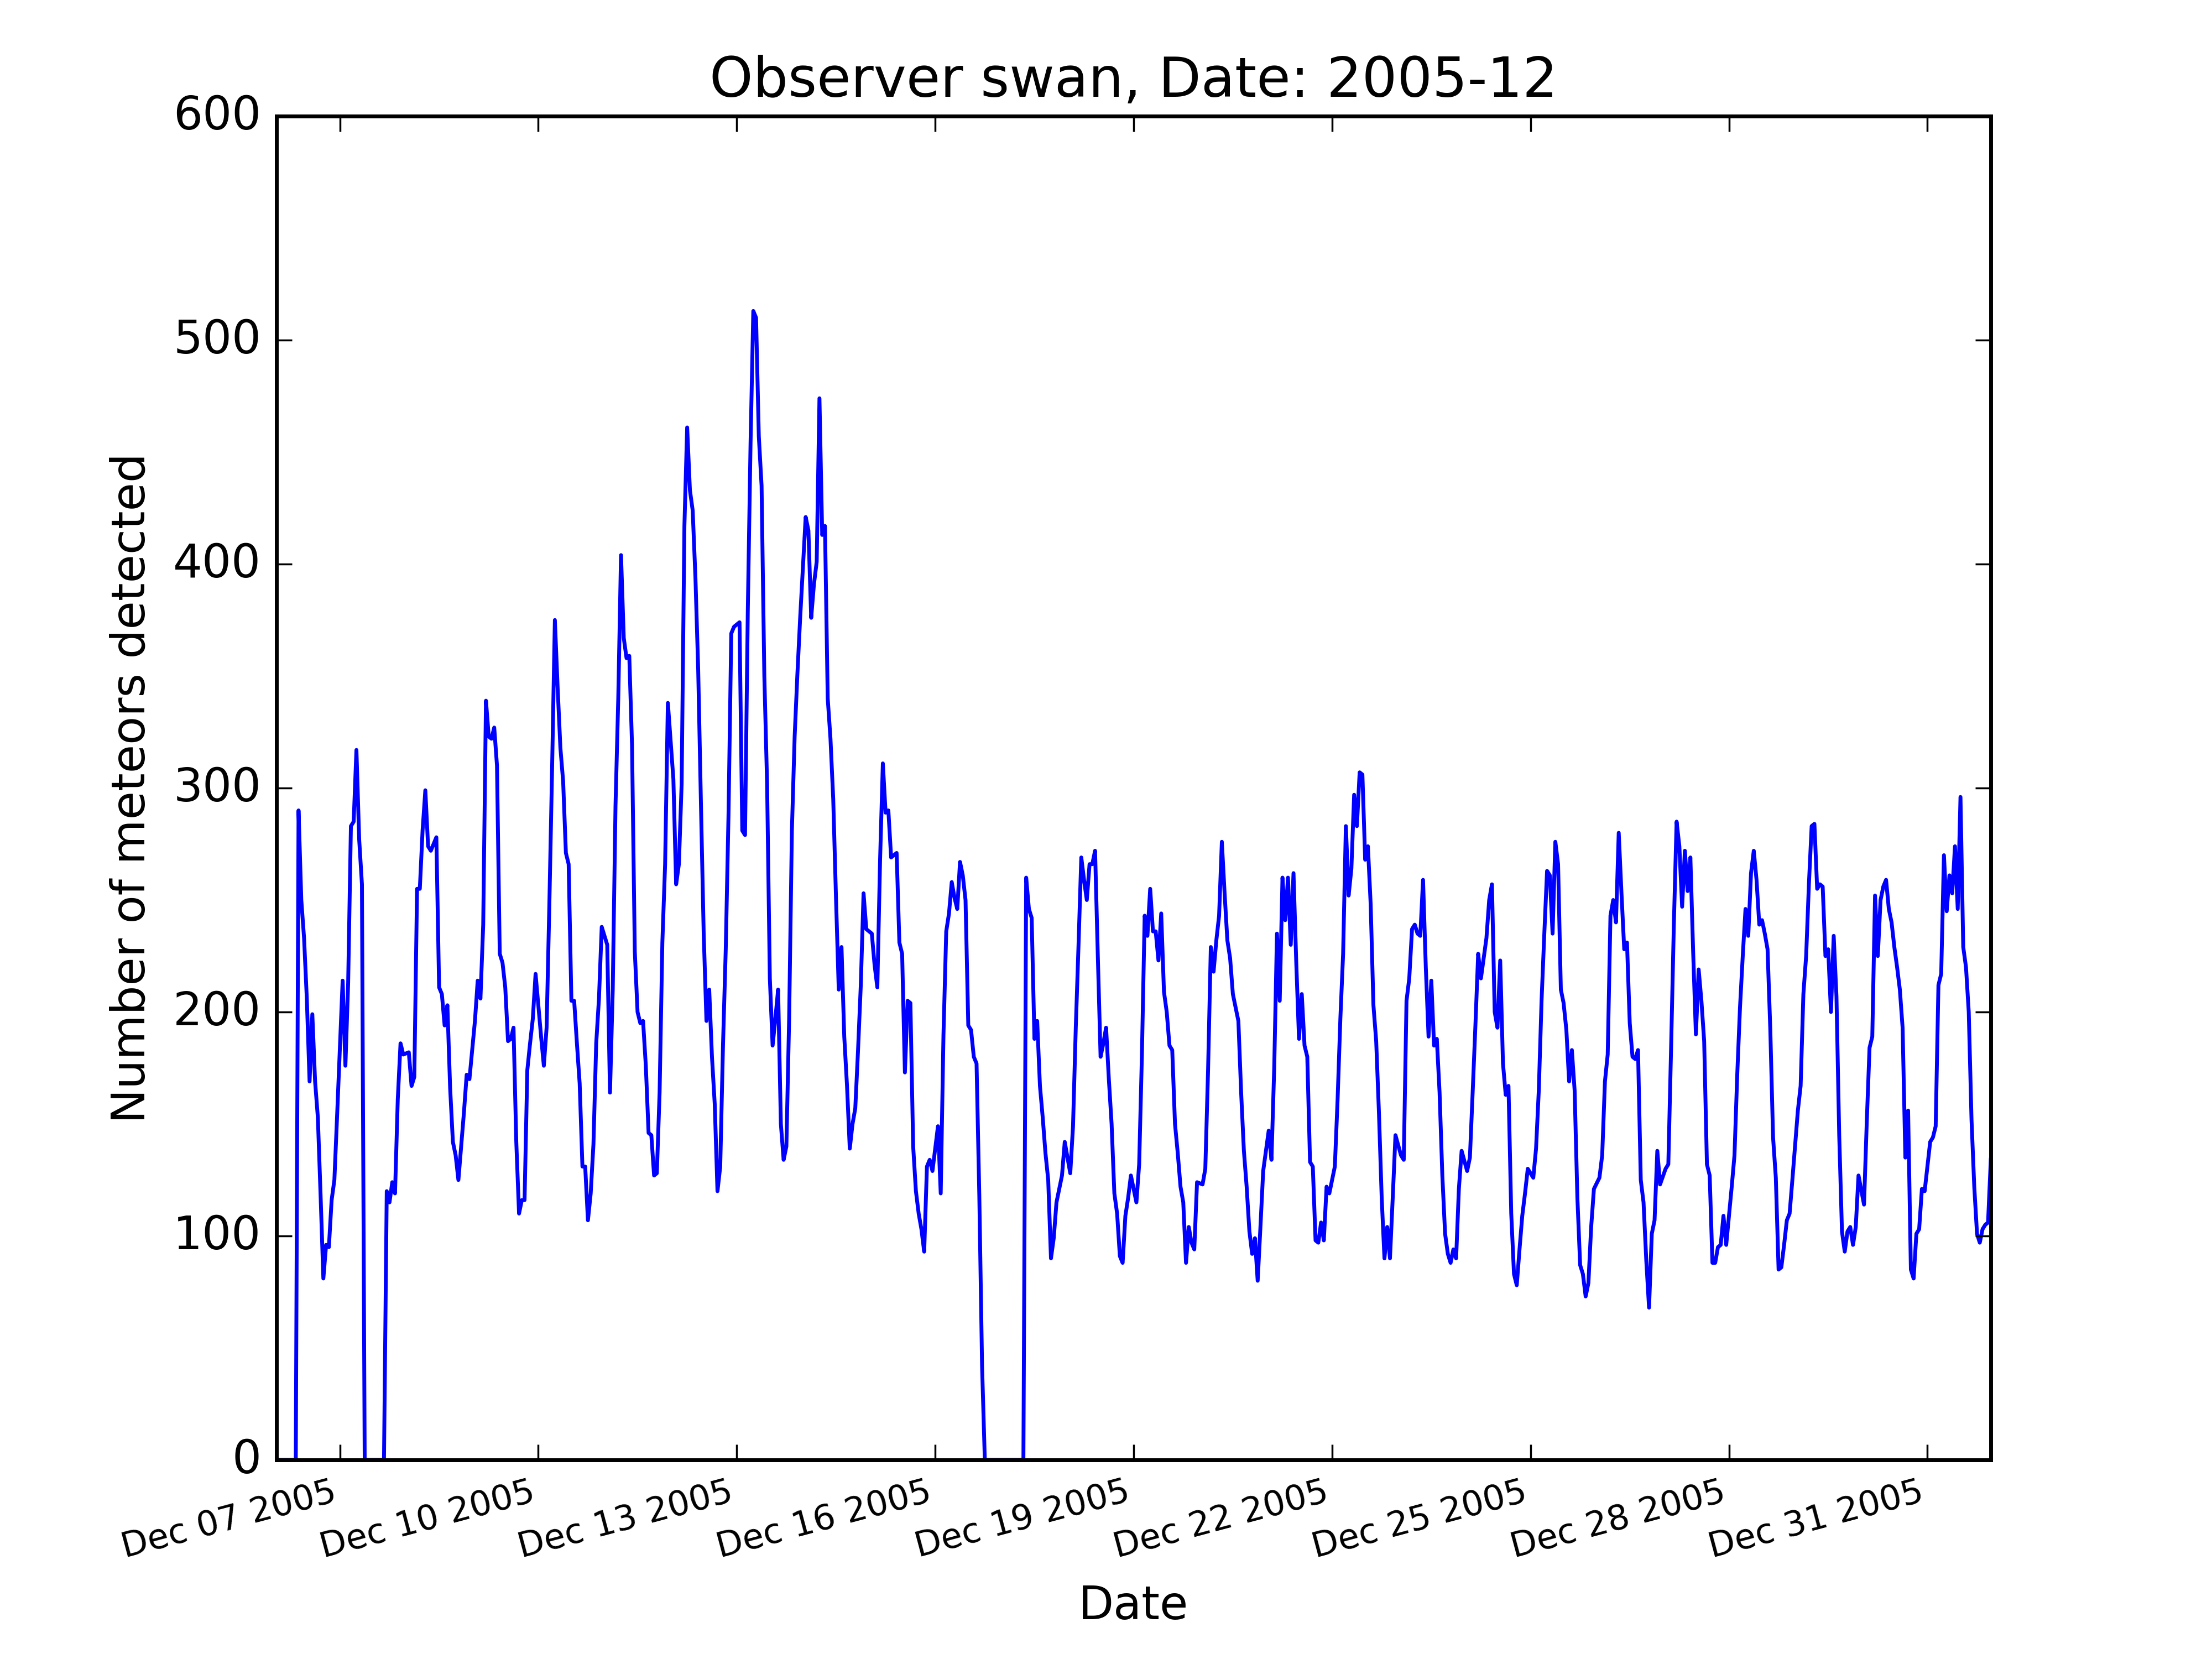 Observer swan, Date: 2005-12
600
500
400
300
200
100
0
Number of meteors detected
Dec 07 2005
Dec 10 2005
Dec 13 2005
Dec 16 2005
Dec 19 2005
Dec 22 2005
Dec 25 2005
Dec 28 2005
Dec 31 2005
Date